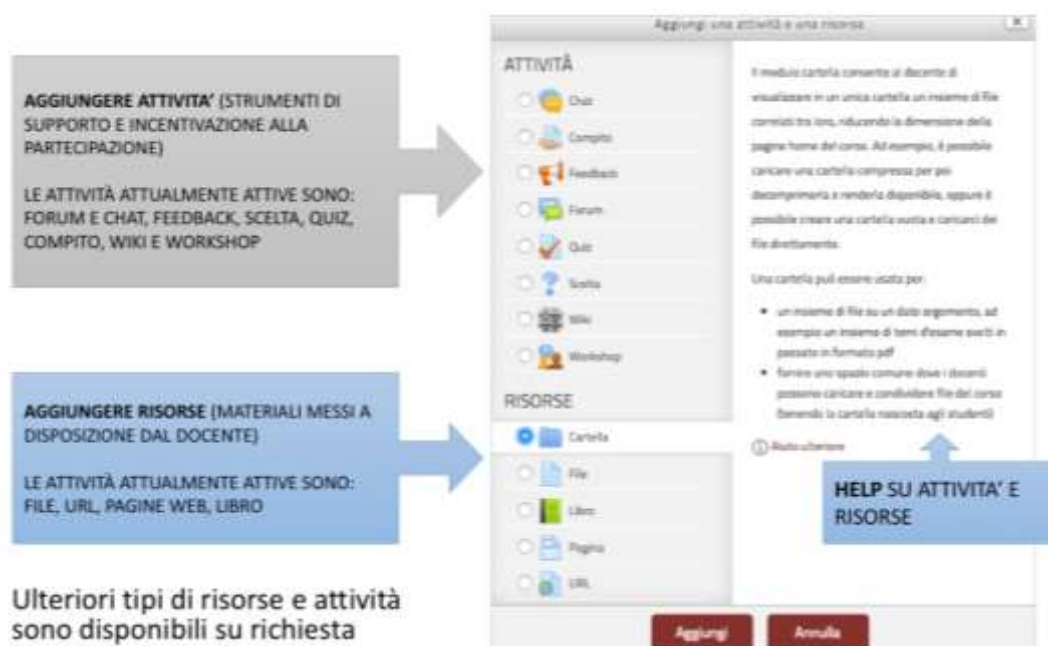 AGGIUNGERE ATTIVITA' (STRUMENTI DI
SUPPORTO E INCENTIVAZIONE ALLA
PARTECIPAZIONE)
LE ATTIVITÀ ATTUALMENTE ATTIVE SONO:
FORUM E CHAT, FEEDBACK, SCELTA, QUIZ,
COMPITO, WIKI E WORKSHOP
AGGIUNGERE RISORSE (MATERIALI MESSI A
DISPOSIZIONE DAL DOCENTE)
LE ATTIVITÀ ATTUALMENTE ATTIVE SONO:
FILE, URL, PAGINE WEB, LIBRO
Ulteriori tipi di risorse e attività
sono disponibili su richiesta
Aggiungi una attività o una risorsa
ATTIVITÀ
Chat
Compito
Feedback
Forum
Quiz
Scelta
Wiki
Workshop
RISORSE
Cartella
File
Libro
Pagina
URL
Il modulo cartella consente al docente di
visualizzare in un unica cartella un insieme di file
correlati tra loro, riducendo la dimensione della
pagine home del corso. Ad esempio, è possibile
caricare una cartella compressa per poi
decomprimerla e renderla disponibile, oppure è
possibile creare una cartella vuota e caricarci dei
file direttamente.
Una cartella può essere usata per:
• un insieme di file su un dato argomento, ad
esempio un insieme di temi d'esame svolti in
passato in formato pdf
• fornire uno spazio comune dove i docenti
possono caricare e condividere file del corso
(tenendo la cartella nascosta agli studenti)
Aiuto ulteriore
HELP SU ATTIVITA' E
RISORSE
Aggiungi
Annulla